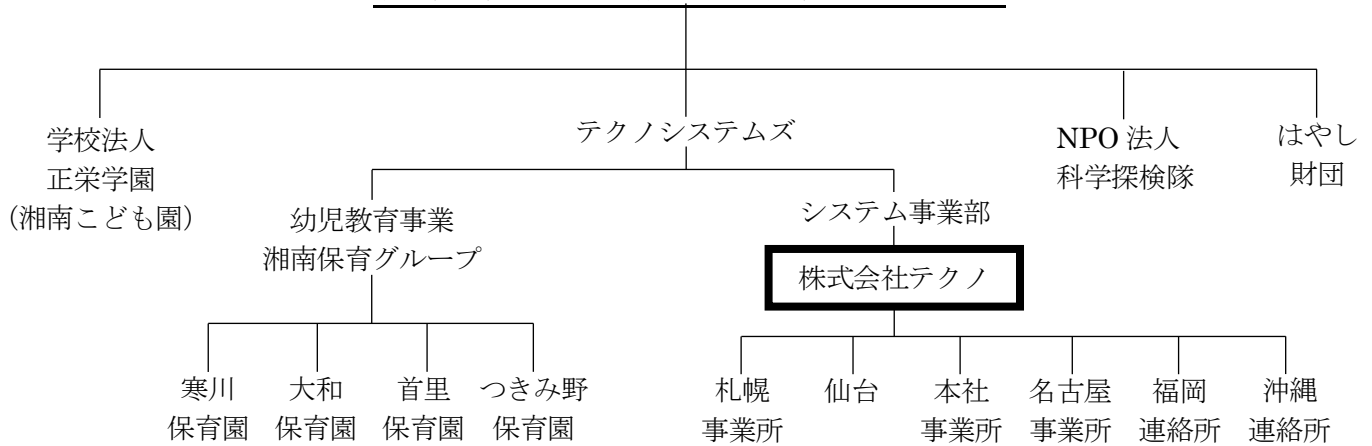 学校法人
正栄学園
(湘南こども園)
テクノシステムズ
NPO 法人
科学探検隊
はやし
財団
幼児教育事業
湘南保育グループ
システム事業部
株式会社テクノ
寒川
保育園
大和
保育園
首里
保育園
つきみ野
保育園
札幌
事業所
仙台
本社
事業所
名古屋
事業所
福岡
連絡所
沖縄
連絡所